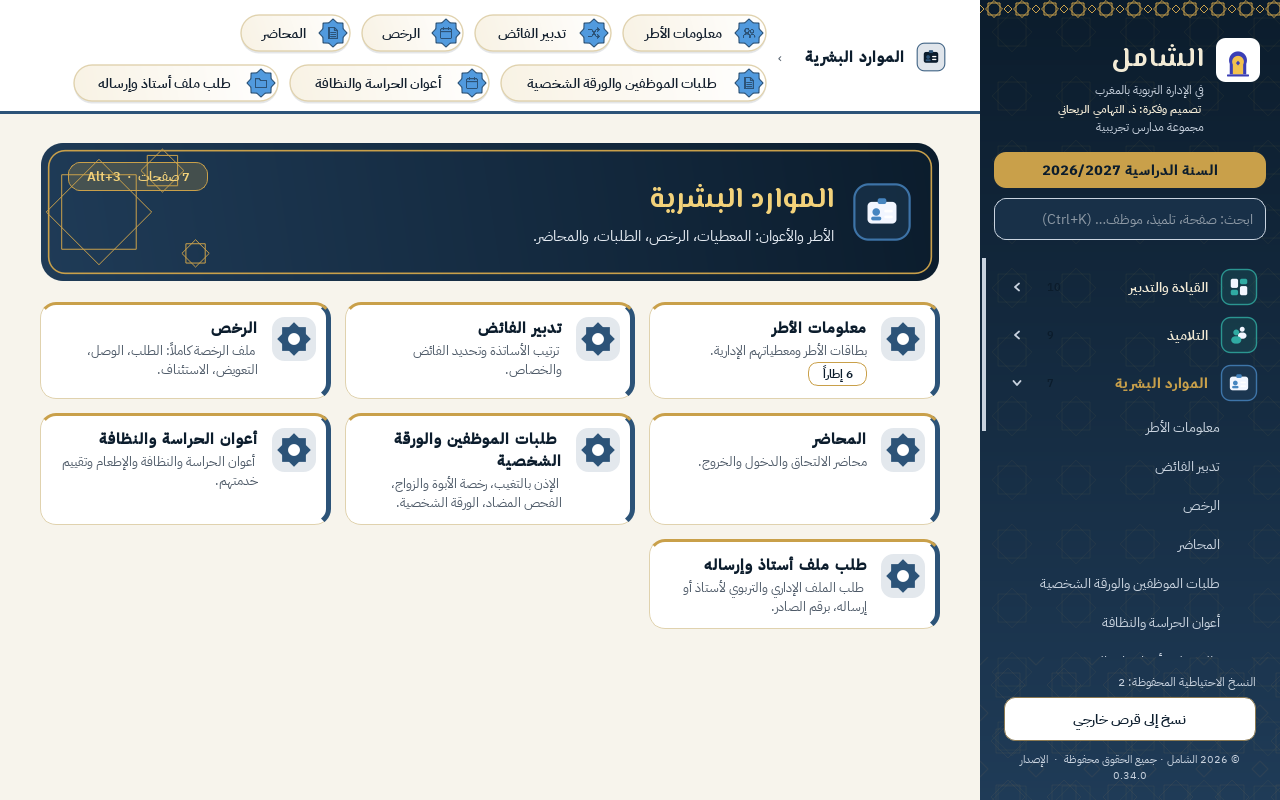 الشامل
في الإدارة التربوية بالمغرب
تصميم وفكرة: ذ. التهامي الريحاني
مجموعة مدارس تجريبية
السنة الدراسية 2026/2027
ابحث: صفحة، تلميذ، موظف... (Ctrl+K)
القيادة والتدبير 10
التلاميذ 9
الموارد البشرية 7
معلومات الأطر
تدبير الفائض
الرخص
المحاضر
طلبات الموظفين والورقة الشخصية
أعوان الحراسة والنظافة
النسخ الاحتياطية المحفوظة: 2
نسخ إلى قرص خارجي
© 2026 الشامل · جميع الحقوق محفوظة · الإصدار
0.34.0
الموارد البشرية ‹
معلومات الأطر
تدبير الفائض
الرخص
المحاضر
طلبات الموظفين والورقة الشخصية
أعوان الحراسة والنظافة
طلب ملف أستاذ وإرساله
الموارد البشرية
الأطر والأعوان: المعطيات، الرخص، الطلبات، والمحاضر.
7 صفحات · Alt+3
معلومات الأطر
بطاقات الأطر ومعطياتهم الإدارية.
6 إطاراً
تدبير الفائض
ترتيب الأساتذة وتحديد الفائض
والخصاص.
الرخص
ملف الرخصة كاملاً: الطلب، الوصل،
التعويض، الاستئناف.
المحاضر
محاضر الالتحاق والدخول والخروج.
طلبات الموظفين والورقة
الشخصية
الإذن بالتغيب، رخصة الأبوة والزواج،
الفحص المضاد، الورقة الشخصية.
أعوان الحراسة والنظافة
أعوان الحراسة والنظافة والإطعام وتقييم
خدمتهم.
طلب ملف أستاذ وإرساله
طلب الملف الإداري والتربوي لأستاذ أو
إرساله، برقم الصادر.